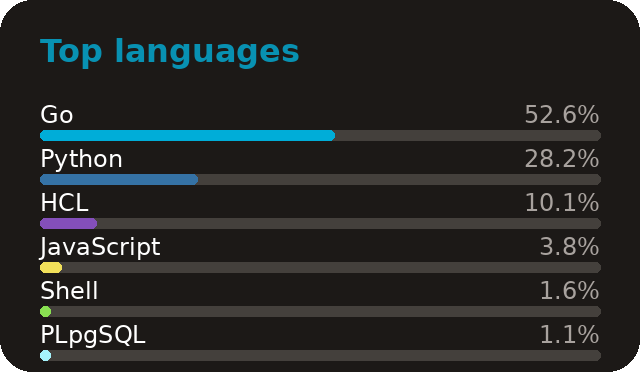 Top languages
Go 52.6%
Python 28.2%
HCL 10.1%
JavaScript 3.8%
Shell 1.6%
PLpgSQL 1.1%